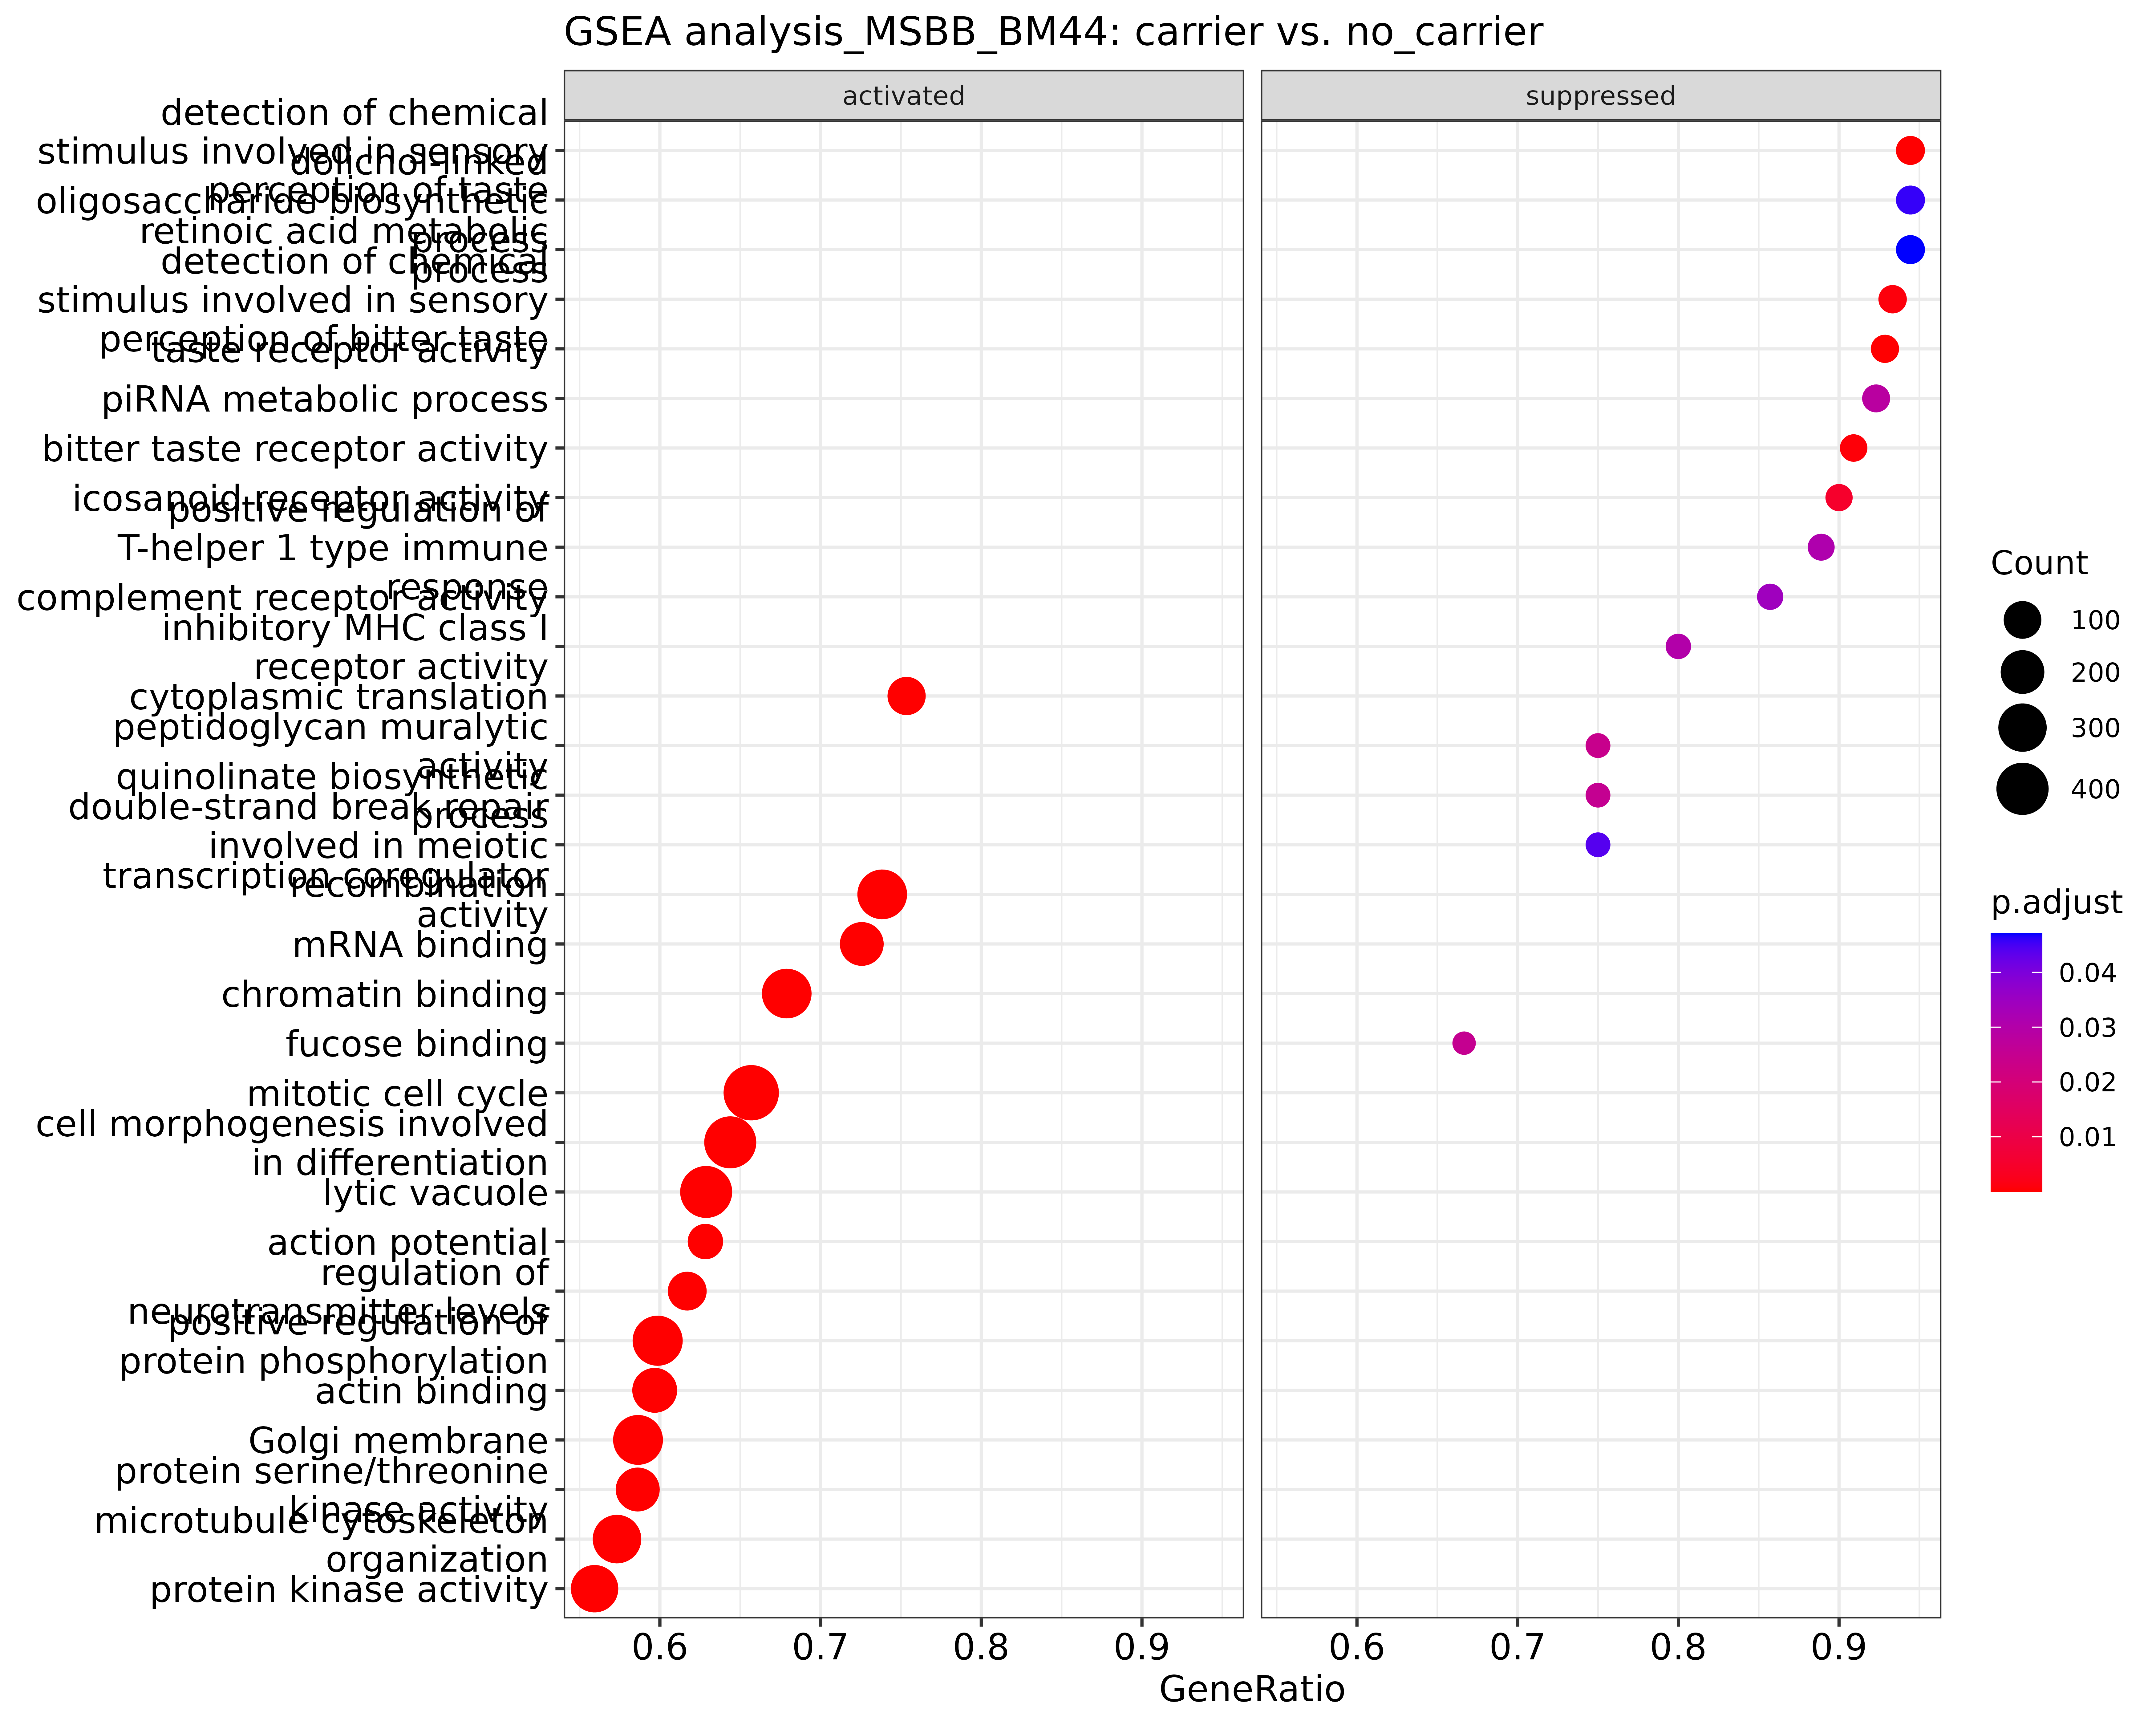 GSEA analysis_MSBB_BM44: carrier vs. no_carrier
activated
suppressed
detection of chemical
stimulus involved in sensory
perception of taste
dolichol-linked
oligosaccharide biosynthetic
process
retinoic acid metabolic
process
detection of chemical
stimulus involved in sensory
perception of bitter taste
taste receptor activity
piRNA metabolic process
bitter taste receptor activity
icosanoid receptor activity
positive regulation of
T-helper 1 type immune
response
complement receptor activity
inhibitory MHC class I
receptor activity
cytoplasmic translation
peptidoglycan muralytic
activity
quinolinate biosynthetic
process
double-strand break repair
involved in meiotic
recombination
transcription coregulator
activity
mRNA binding
chromatin binding
fucose binding
mitotic cell cycle
cell morphogenesis involved
in differentiation
lytic vacuole
action potential
regulation of
neurotransmitter levels
positive regulation of
protein phosphorylation
actin binding
Golgi membrane
protein serine/threonine
kinase activity
microtubule cytoskeleton
organization
protein kinase activity
0.6 0.7 0.8 0.9
0.6 0.7 0.8 0.9
GeneRatio
Count
100
200
300
400
p.adjust
0.04
0.03
0.02
0.01